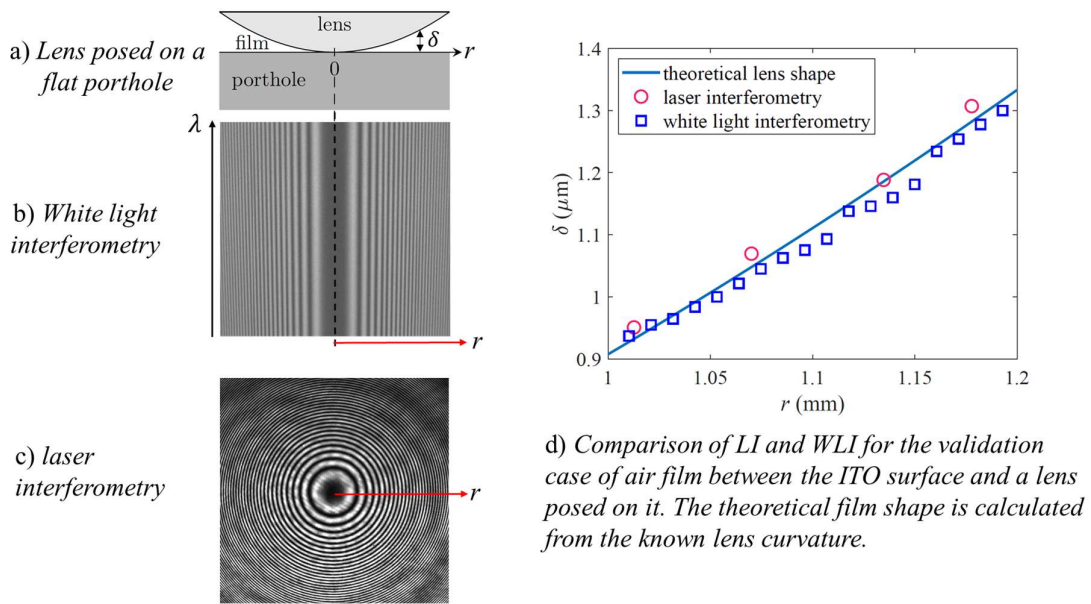 a) Lens posed on a
flat porthole
lens
film
δ
r
0
porthole
λ
b) White light
interferometry
r
c) laser
interferometry
r
1.4
1.3
1.2
1.1
1
0.9
δ (μm)
theoretical lens shape
laser interferometry
white light interferometry
1
1.05
1.1
1.15
1.2
r (mm)
d) Comparison of LI and WLI for the validation
case of air film between the ITO surface and a lens
posed on it. The theoretical film shape is calculated
from the known lens curvature.